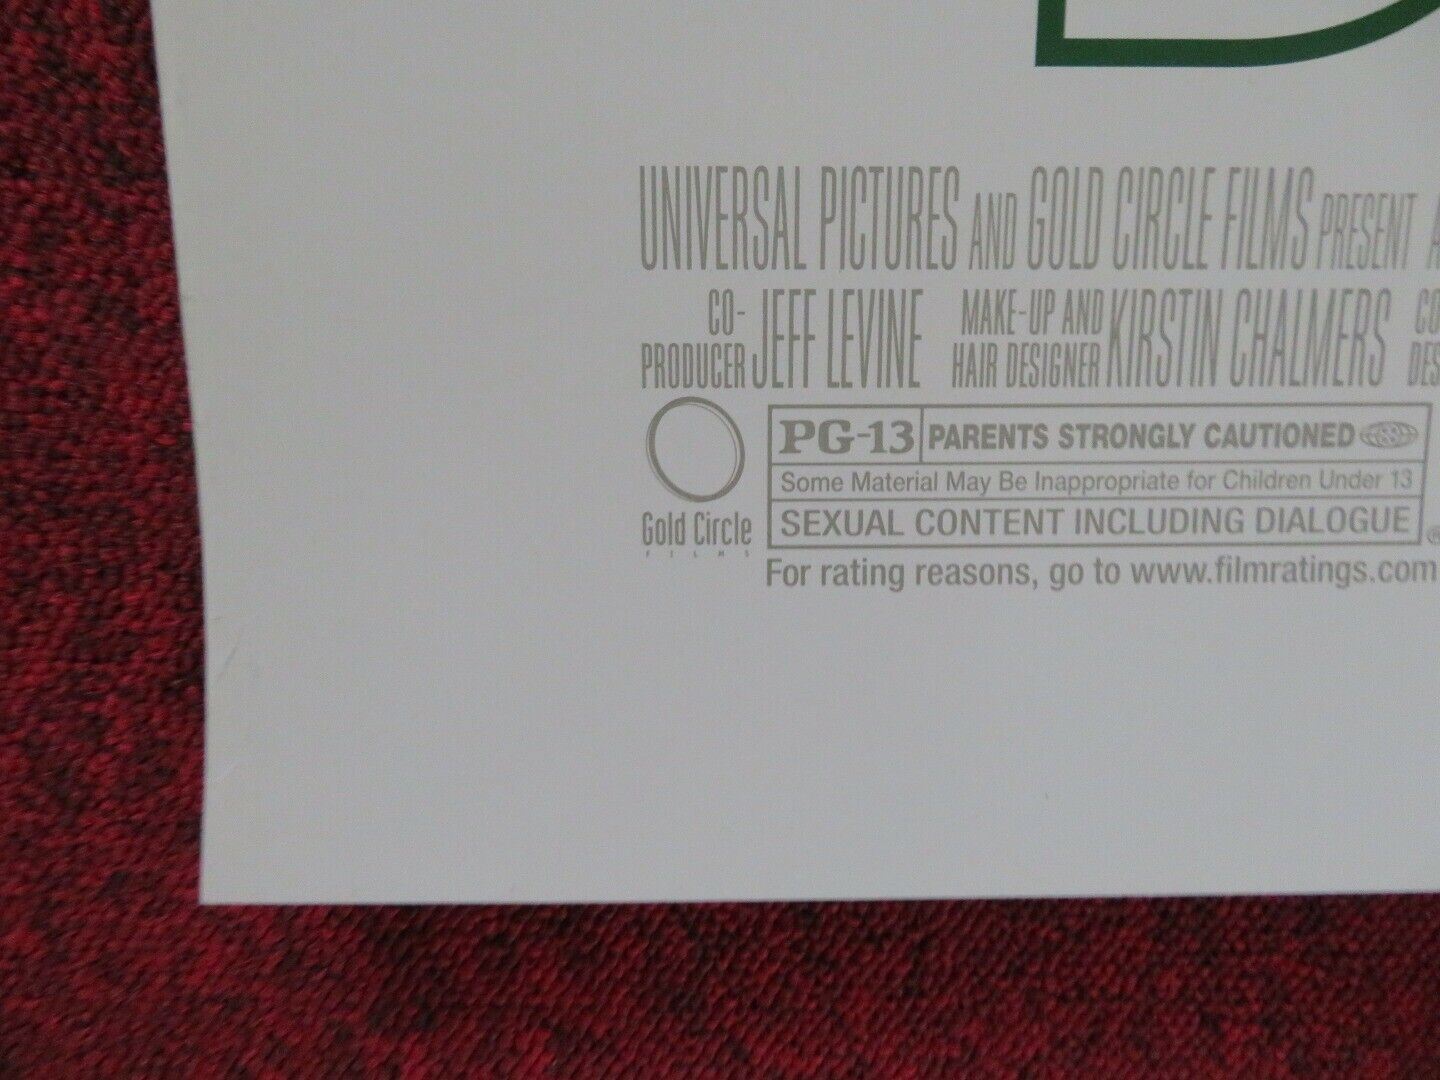 UNIVERSAL PICTURES AND GOLD CIRCLE FILMS PRESENT
CO-PRODUCER JEFF LEVINE MAKE-UP AND HAIR DESIGNER KIRSTIN CHALMERS
PG-13 PARENTS STRONGLY CAUTIONED
Some Material May Be Inappropriate for Children Under 13
SEXUAL CONTENT INCLUDING DIALOGUE ®
Gold Circle
FILMS
For rating reasons, go to www.filmratings.com